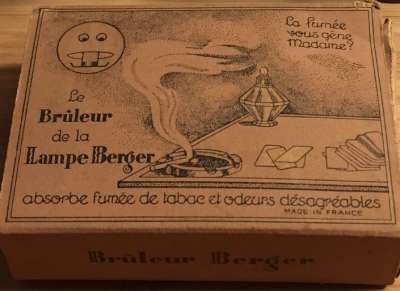 La fumée
vous gêne
Madame?
Le
Brûleur
de la
Lampe Berger
absorbe fumée de tabac et odeurs désagréables
MADE IN FRANCE
Brûleur Berger